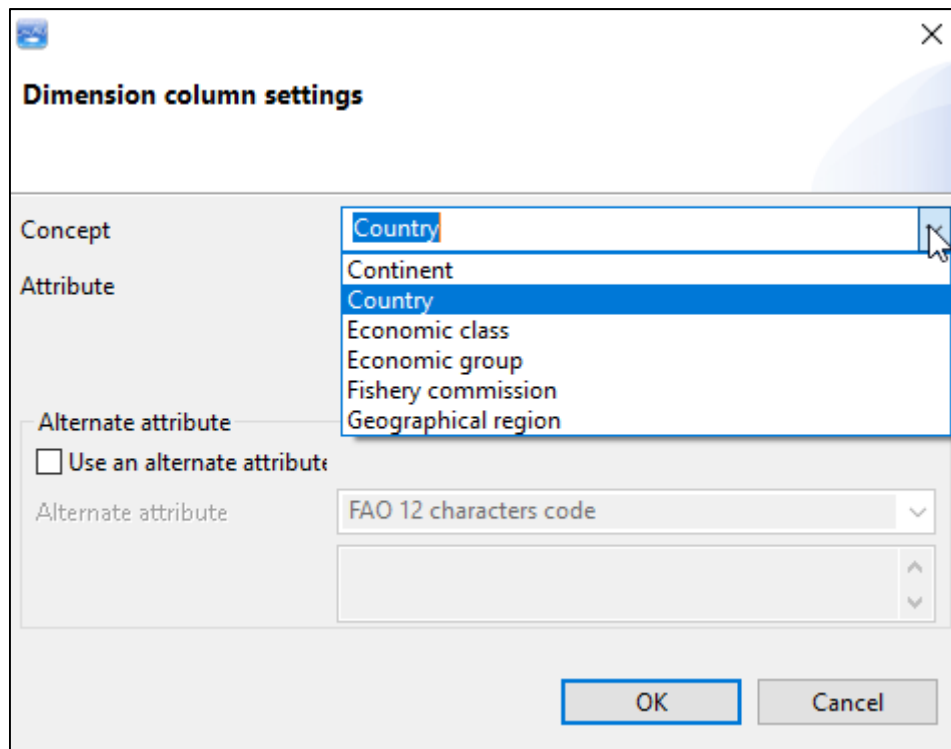 Dimension column settings
Concept
Country
Continent
Attribute
Country
Economic class
Economic group
Fishery commission
Geographical region
Alternate attribute
Use an alternate attribute
Alternate attribute
FAO 12 characters code
OK
Cancel